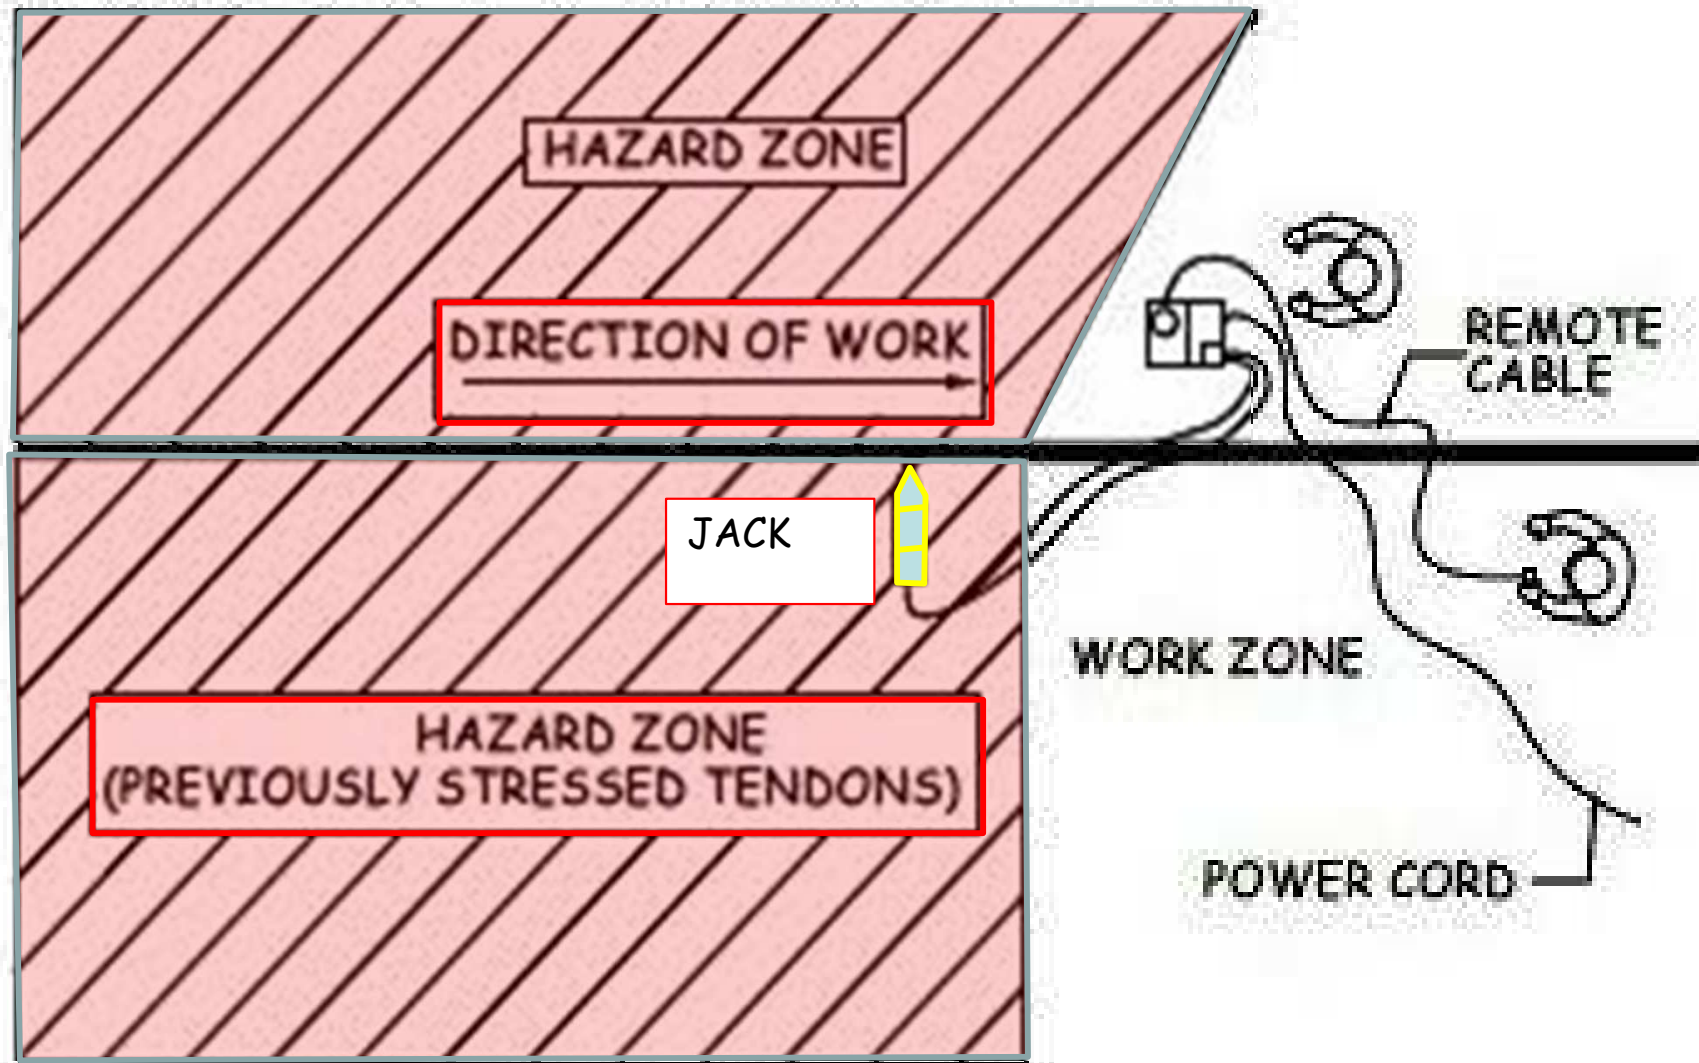 HAZARD ZONE
DIRECTION OF WORK
REMOTE
CABLE
JACK
WORK ZONE
HAZARD ZONE
(PREVIOUSLY STRESSED TENDONS)
POWER CORD